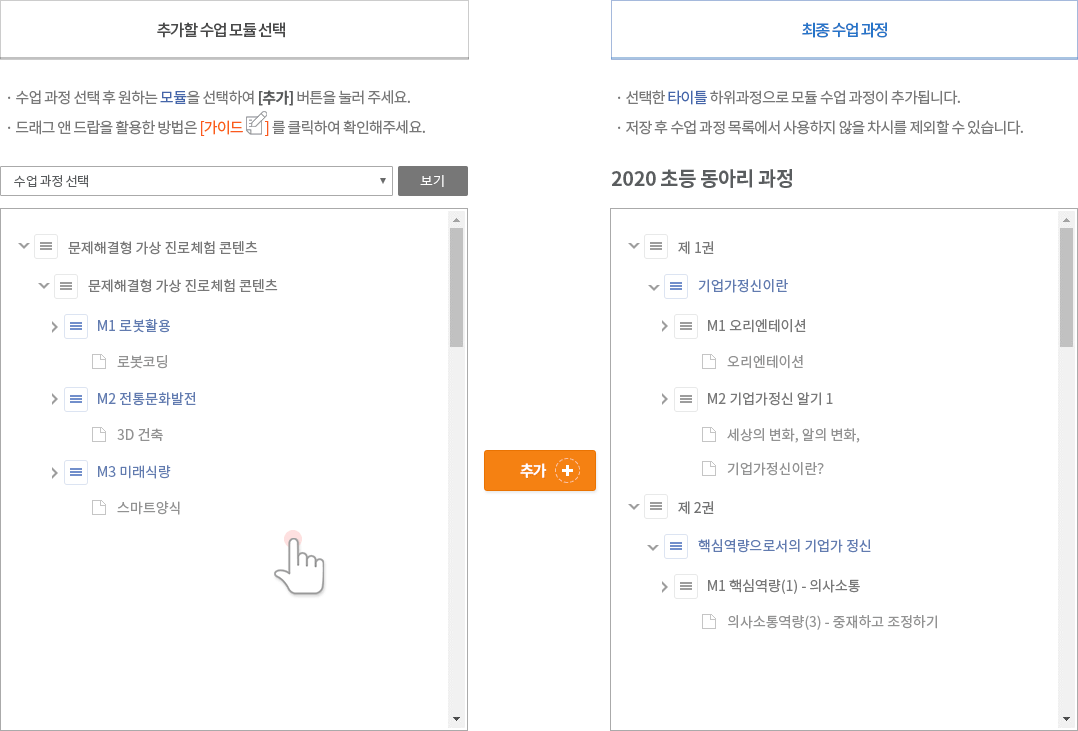 추가할 수업 모듈 선택
· 수업 과정 선택 후 원하는 모듈을 선택하여 [추가] 버튼을 눌러 주세요.
· 드래그 앤 드랍을 활용한 방법은 [가이드 ] 를 클릭하여 확인해주세요.
수업 과정 선택
보기
문제해결형 가상 진로체험 콘텐츠
문제해결형 가상 진로체험 콘텐츠
M1 로봇활용
로봇코딩
M2 전통문화발전
3D 건축
M3 미래식량
스마트양식
추가
최종 수업 과정
· 선택한 타이틀 하위과정으로 모듈 수업 과정이 추가됩니다.
· 저장 후 수업 과정 목록에서 사용하지 않을 차시를 제외할 수 있습니다.
2020 초등 동아리 과정
제 1권
기업가정신이란
M1 오리엔테이션
오리엔테이션
M2 기업가정신 알기 1
세상의 변화, 알의 변화,
기업가정신이란?
제 2권
핵심역량으로서의 기업가 정신
M1 핵심역량(1) - 의사소통
의사소통역량(3) - 중재하고 조정하기